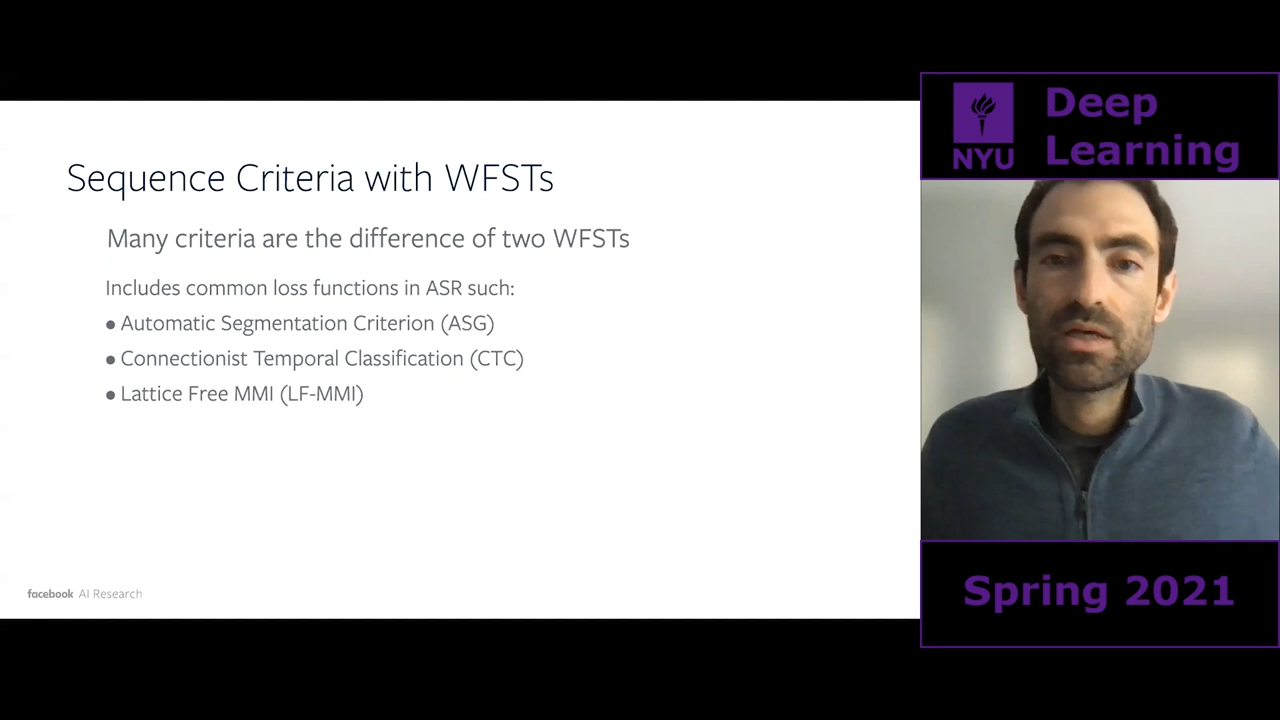 Sequence Criteria with WFSTs
Many criteria are the difference of two WFSTs
Includes common loss functions in ASR such:
• Automatic Segmentation Criterion (ASG)
• Connectionist Temporal Classification (CTC)
• Lattice Free MMI (LF-MMI)
facebook AI Research
NYU
Deep
Learning
Spring 2021